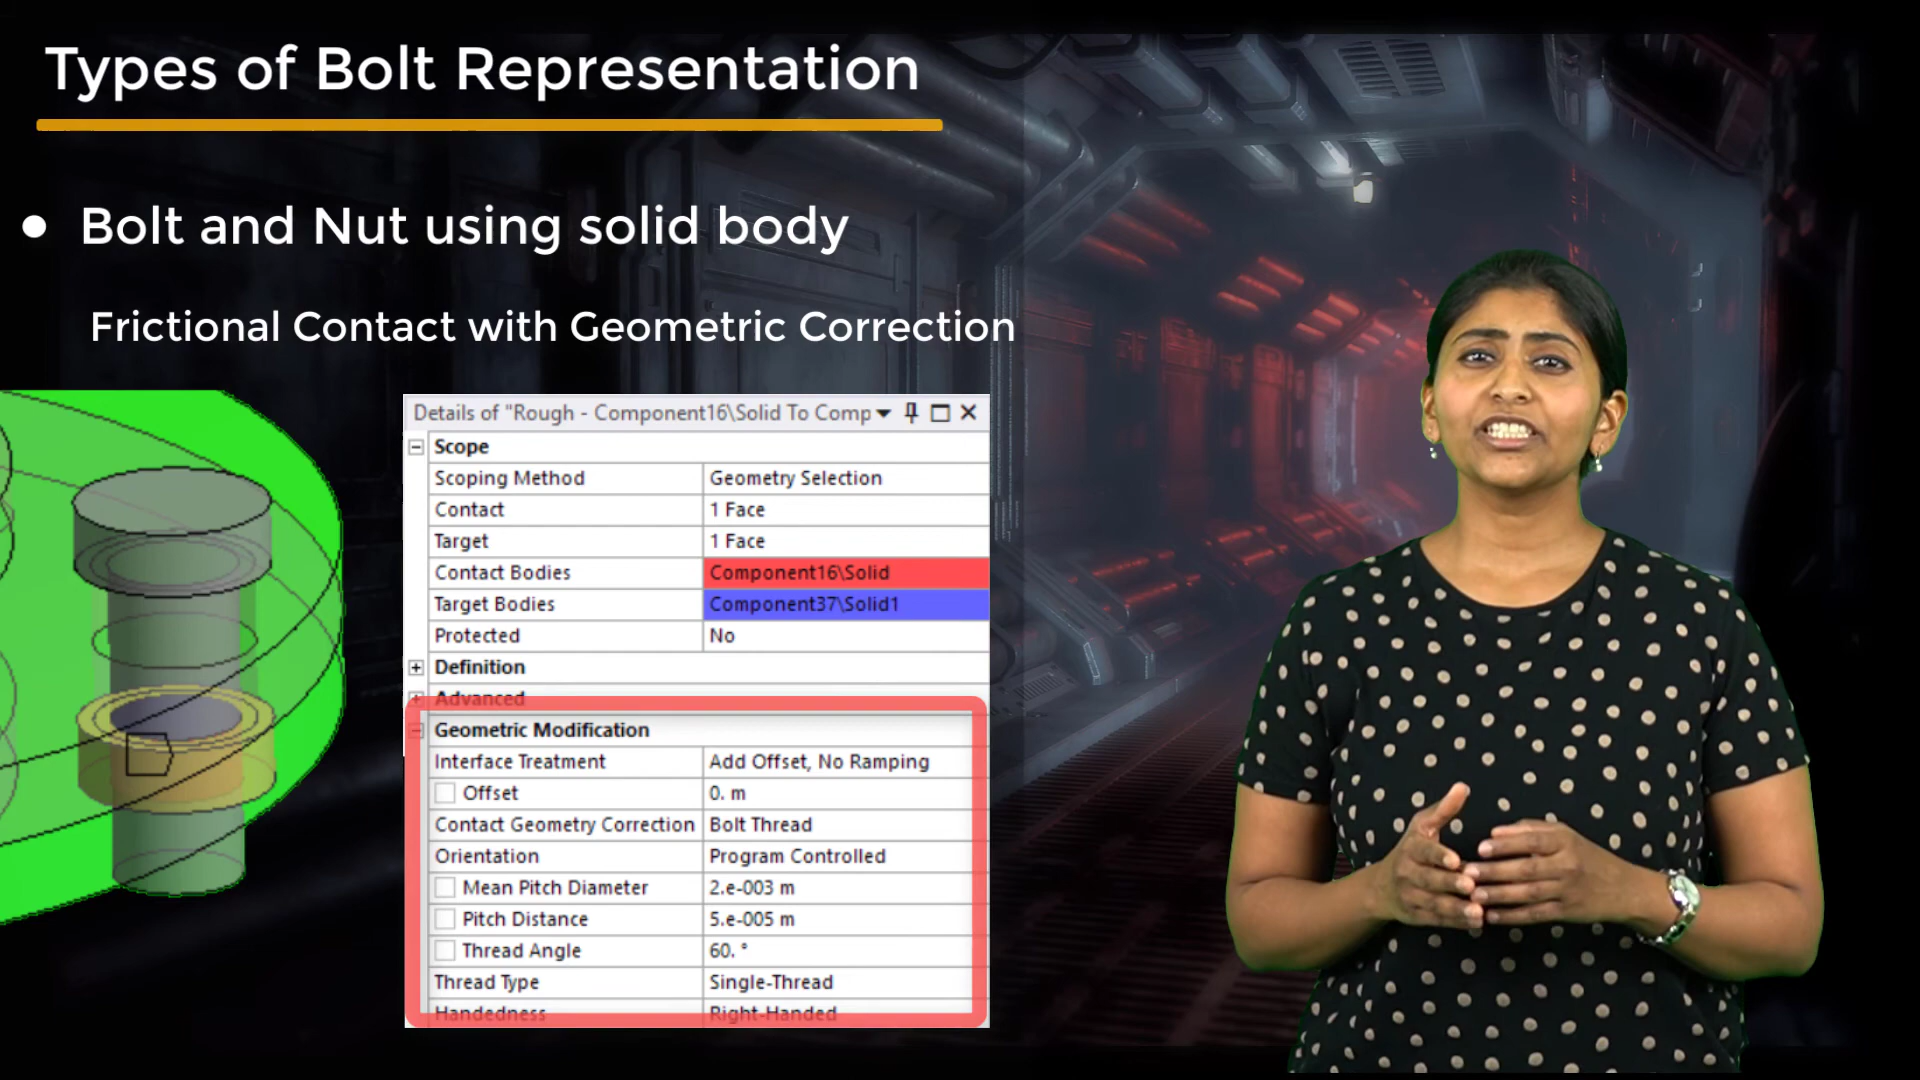 Types of Bolt Representation
● Bolt and Nut using solid body
Frictional Contact with Geometric Correction
Details of "Rough - Component16\Solid To Comp
Scope
Scoping Method Geometry Selection
Contact 1 Face
Target 1 Face
Contact Bodies Component16\Solid
Target Bodies Component37\Solid1
Protected No
Definition
Advanced
Geometric Modification
Interface Treatment Add Offset, No Ramping
Offset 0. m
Contact Geometry Correction Bolt Thread
Orientation Program Controlled
Mean Pitch Diameter 2.e-003 m
Pitch Distance 5.e-005 m
Thread Angle 60. °
Thread Type Single-Thread
Handedness Right-Handed